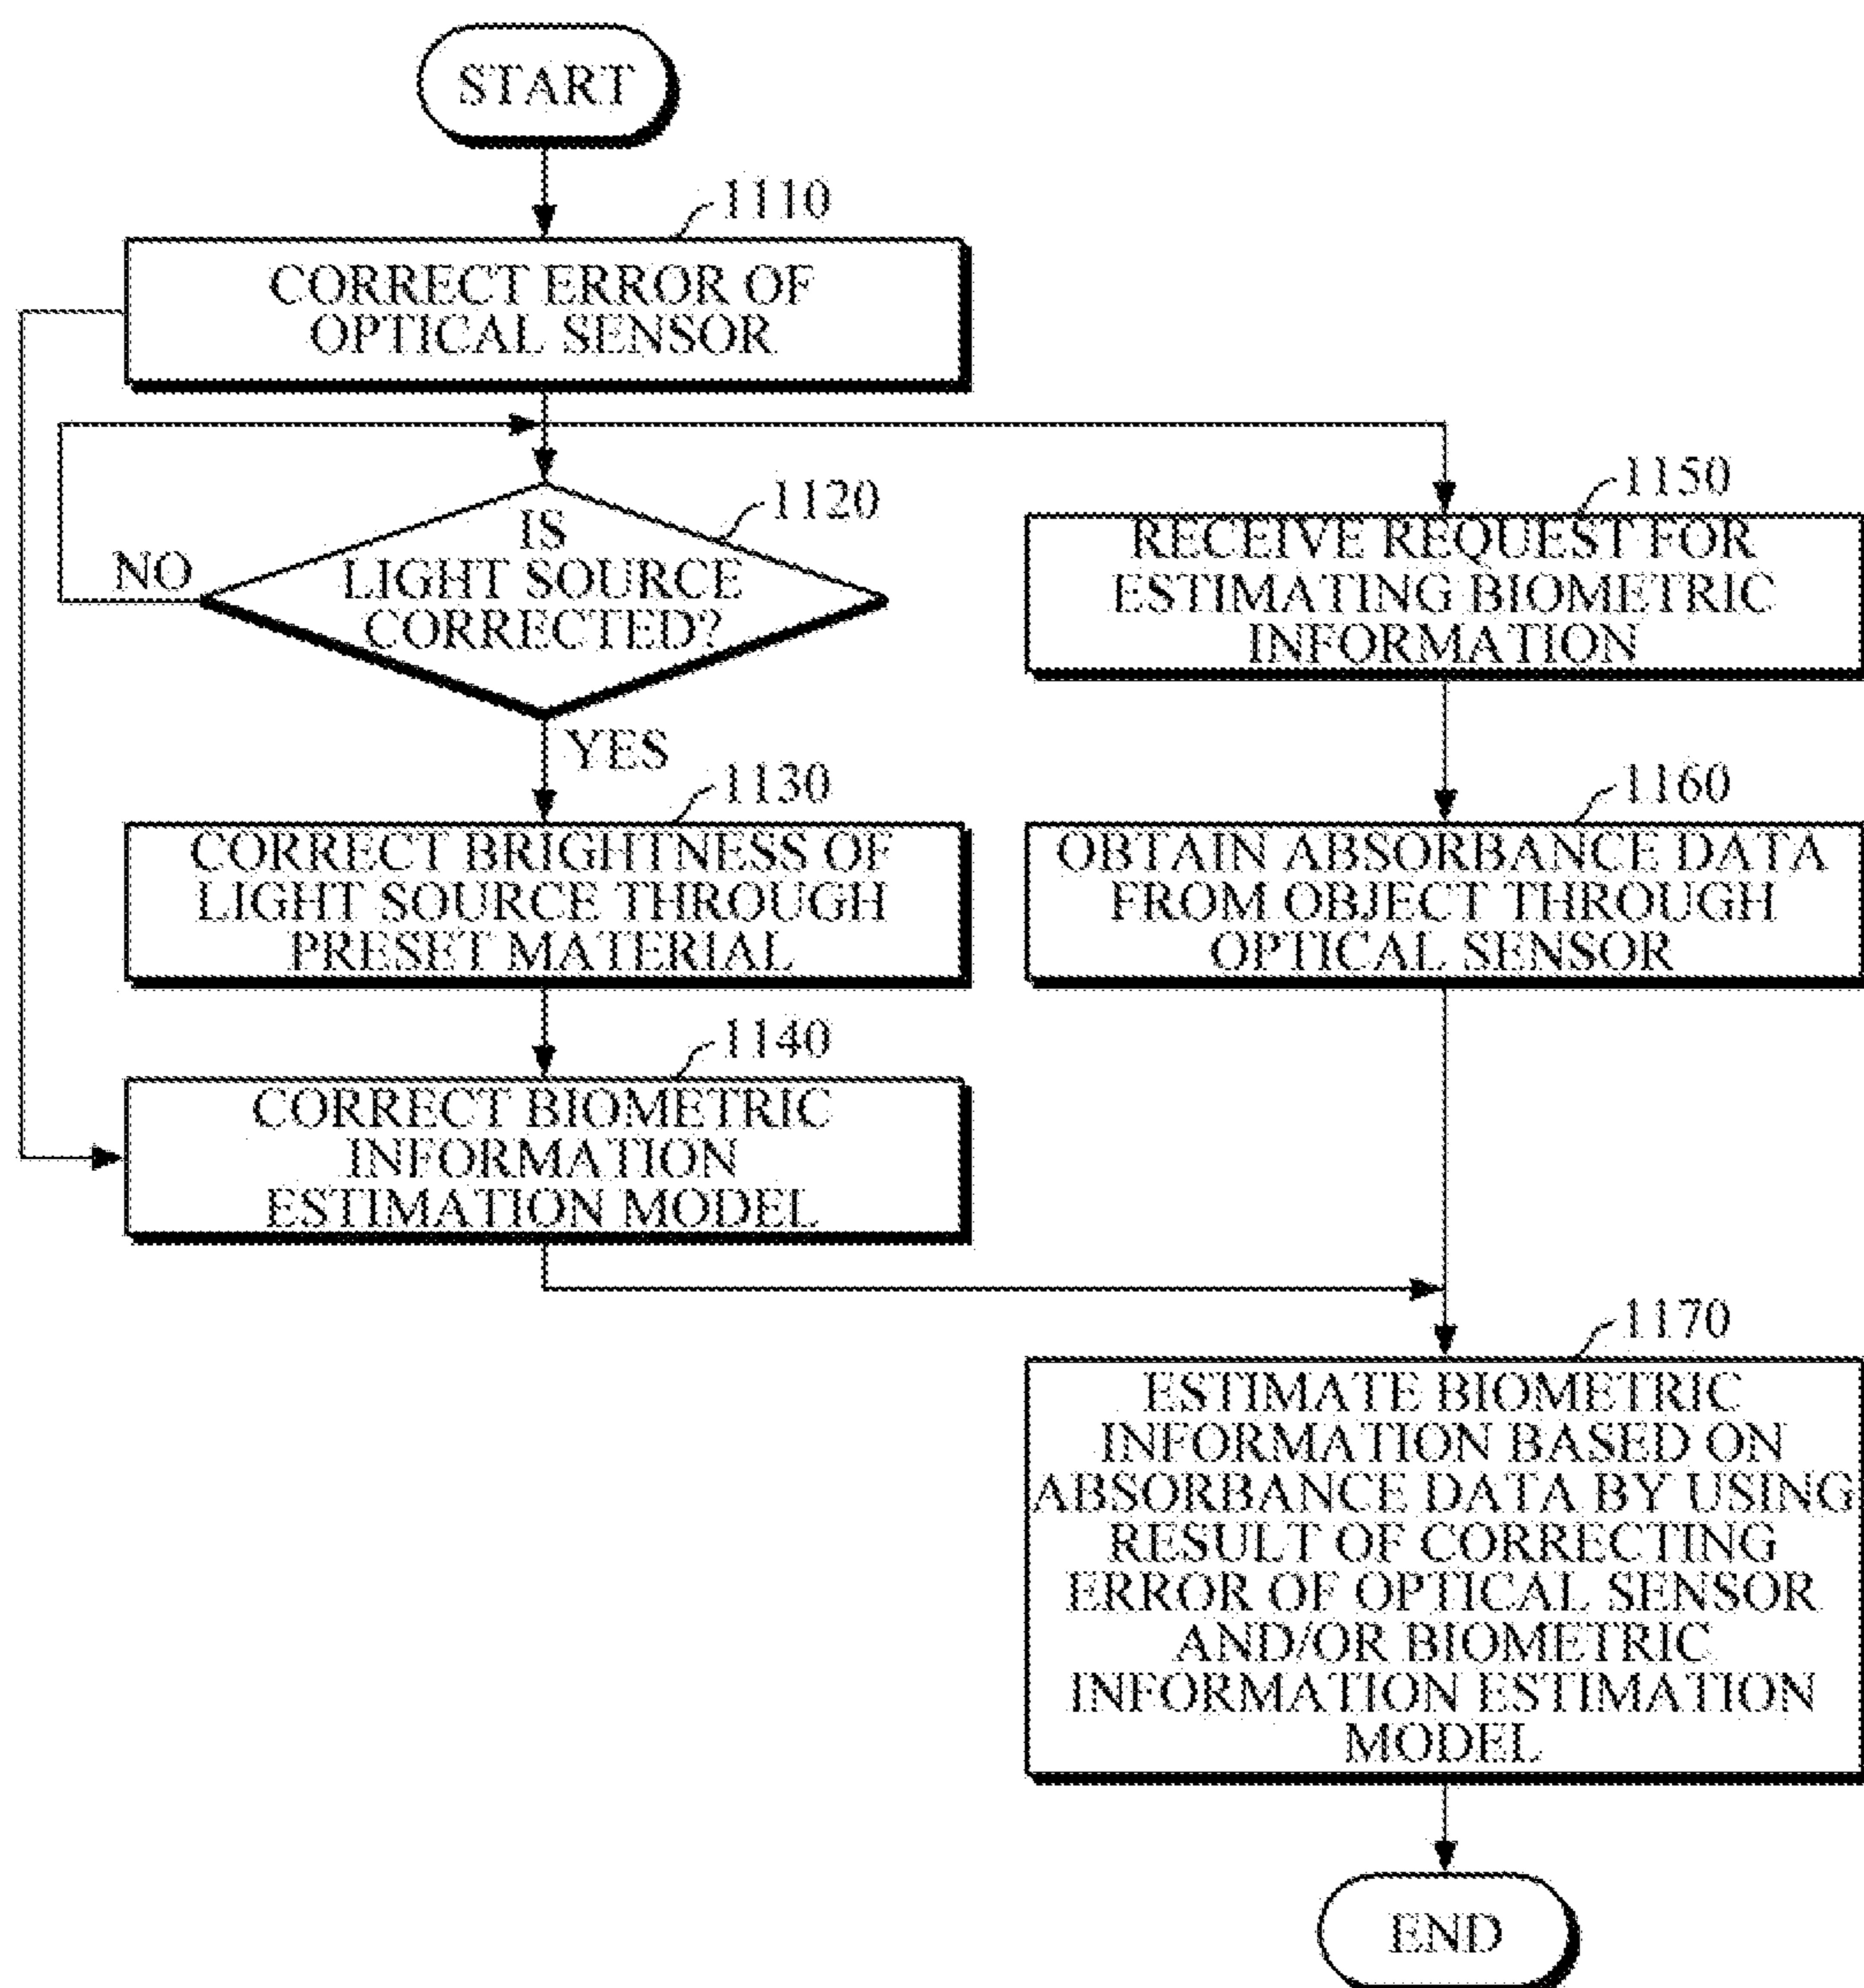 START
1110
CORRECT ERROR OF
OPTICAL SENSOR
1120
IS
LIGHT SOURCE
CORRECTED?
NO
YES
1130
CORRECT BRIGHTNESS OF
LIGHT SOURCE THROUGH
PRESET MATERIAL
1140
CORRECT BIOMETRIC
INFORMATION
ESTIMATION MODEL
1150
RECEIVE REQUEST FOR
ESTIMATING BIOMETRIC
INFORMATION
1160
OBTAIN ABSORBANCE DATA
FROM OBJECT THROUGH
OPTICAL SENSOR
1170
ESTIMATE BIOMETRIC
INFORMATION BASED ON
ABSORBANCE DATA BY USING
RESULT OF CORRECTING
ERROR OF OPTICAL SENSOR
AND/OR BIOMETRIC
INFORMATION ESTIMATION
MODEL
END